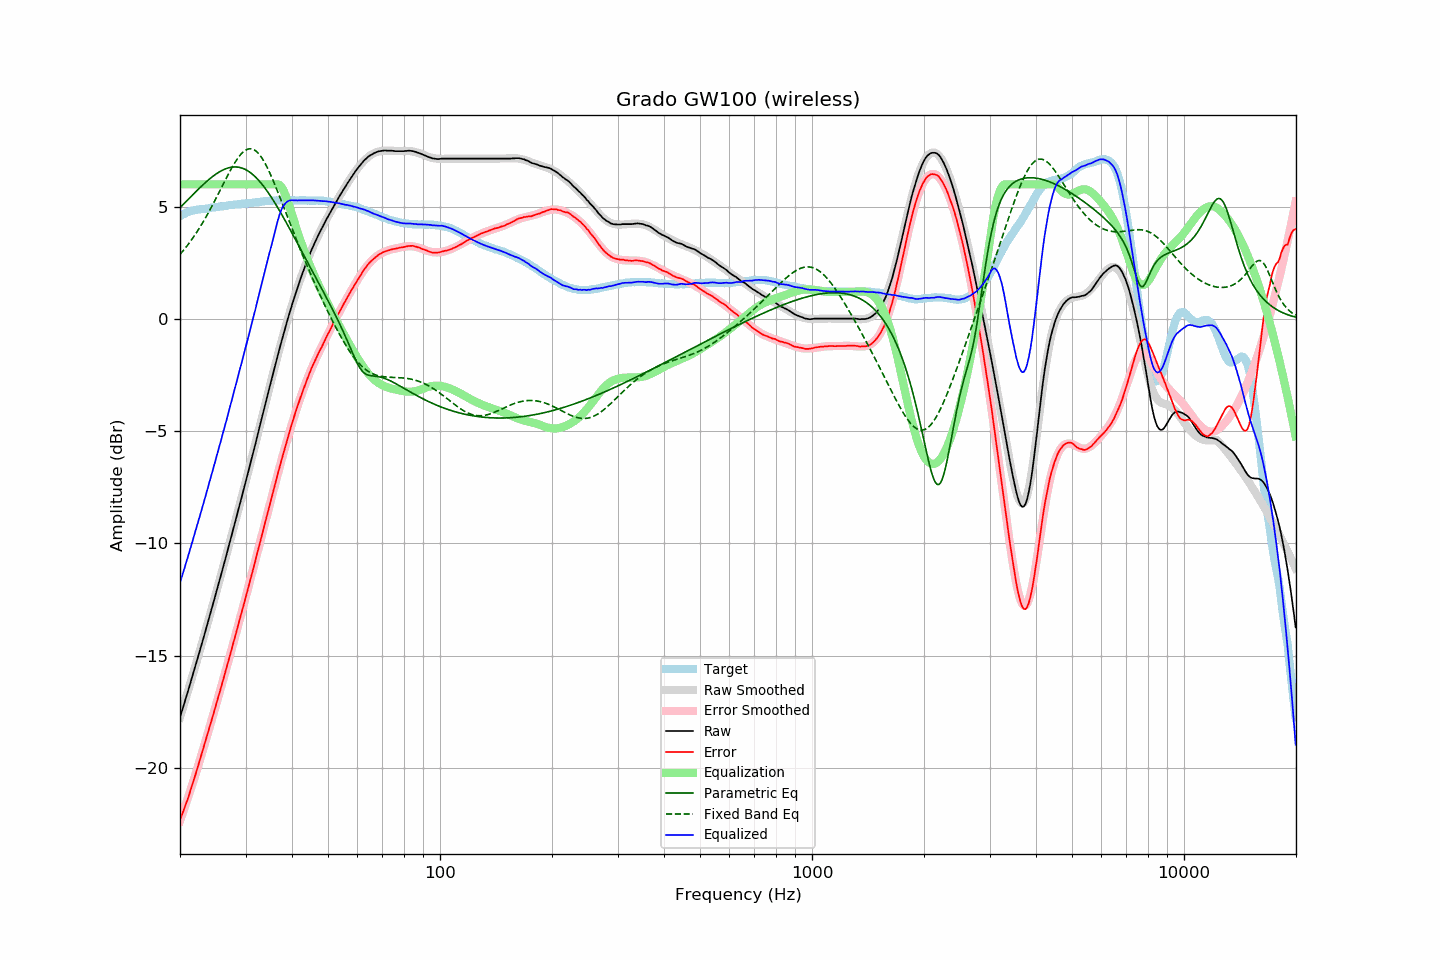 Grado GW100 (wireless)
Amplitude (dBr)
5
0
−5
−10
−15
−20
Target
Raw Smoothed
Error Smoothed
Raw
Error
Equalization
Parametric Eq
Fixed Band Eq
Equalized
100
1000
10000
Frequency (Hz)